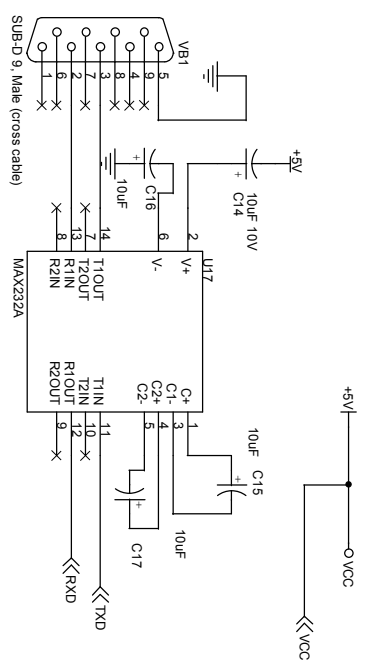 +5V
VCC
VCC
+5V
10uF 10V
C14
10uF
C15
U17
VB1
2
V+
C+
1
C1-
3
5
6
V-
C2+
4
9
C16
C2-
5
4
10uF
10uF
C17
8
3
14
T1OUT
T1IN
11
TXD
7
7
T2OUT
T2IN
10
2
13
R1IN
R1OUT
12
RXD
6
8
R2IN
R2OUT
9
1
MAX232A
SUB-D 9, Male (cross cable)